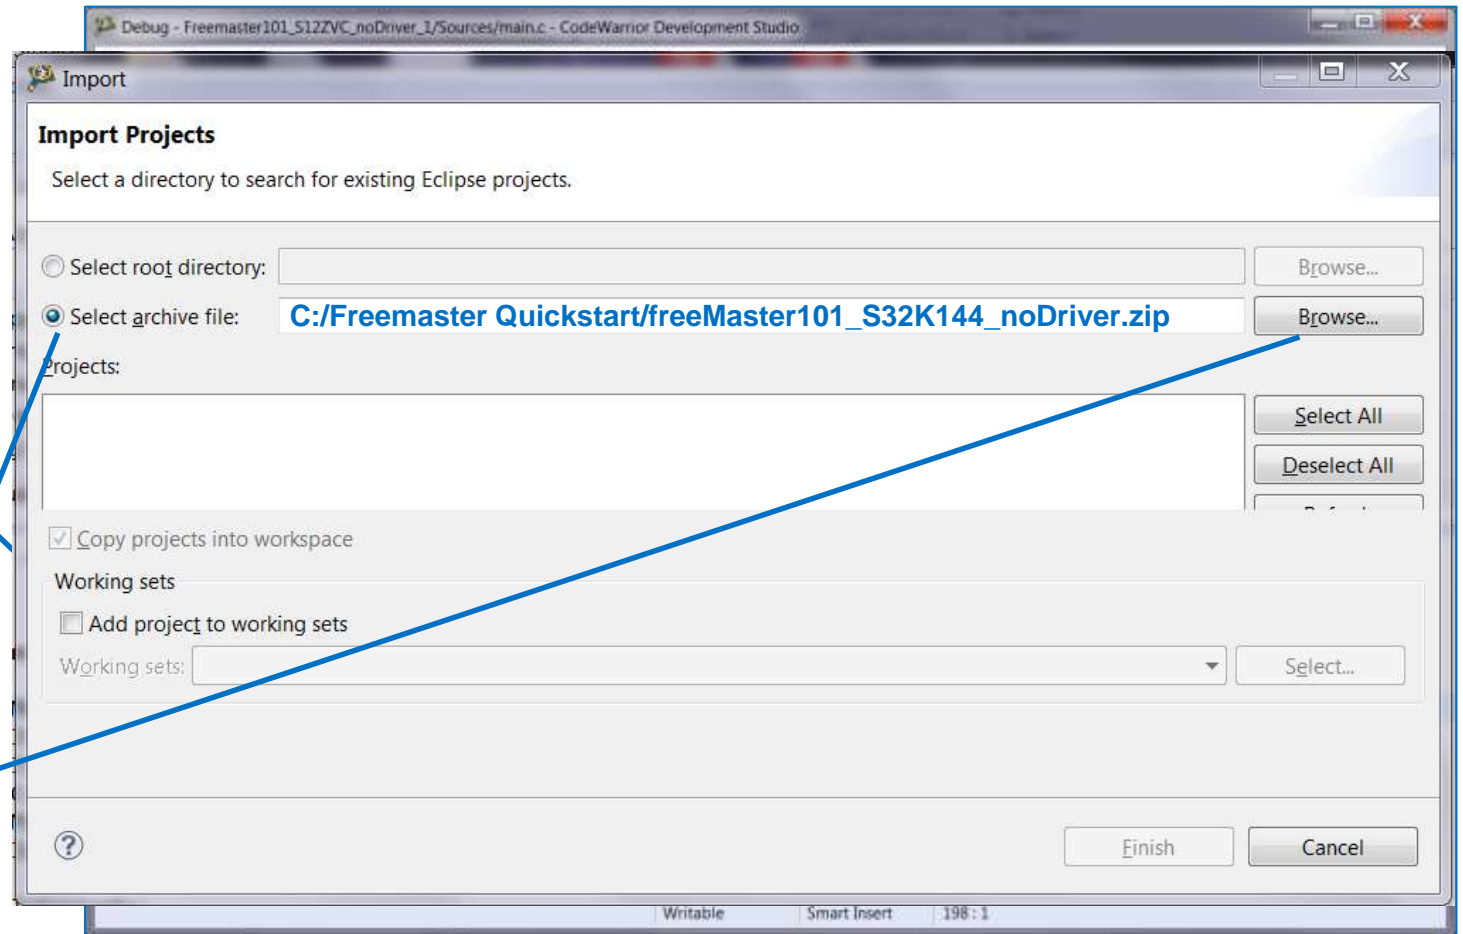 Debug - Freemaster101_S12ZVC_noDriver_1/Sources/main.c - CodeWarrior Development Studio
Import
Import Projects
Select a directory to search for existing Eclipse projects.
Select root directory:
Browse...
Select archive file:
C:/Freemaster Quickstart/freeMaster101_S32K144_noDriver.zip
Browse...
Projects:
Select All
Deselect All
Copy projects into workspace
Working sets
Add project to working sets
Working sets:
Select...
Finish
Cancel
Writable
Smart Insert
198 : 1